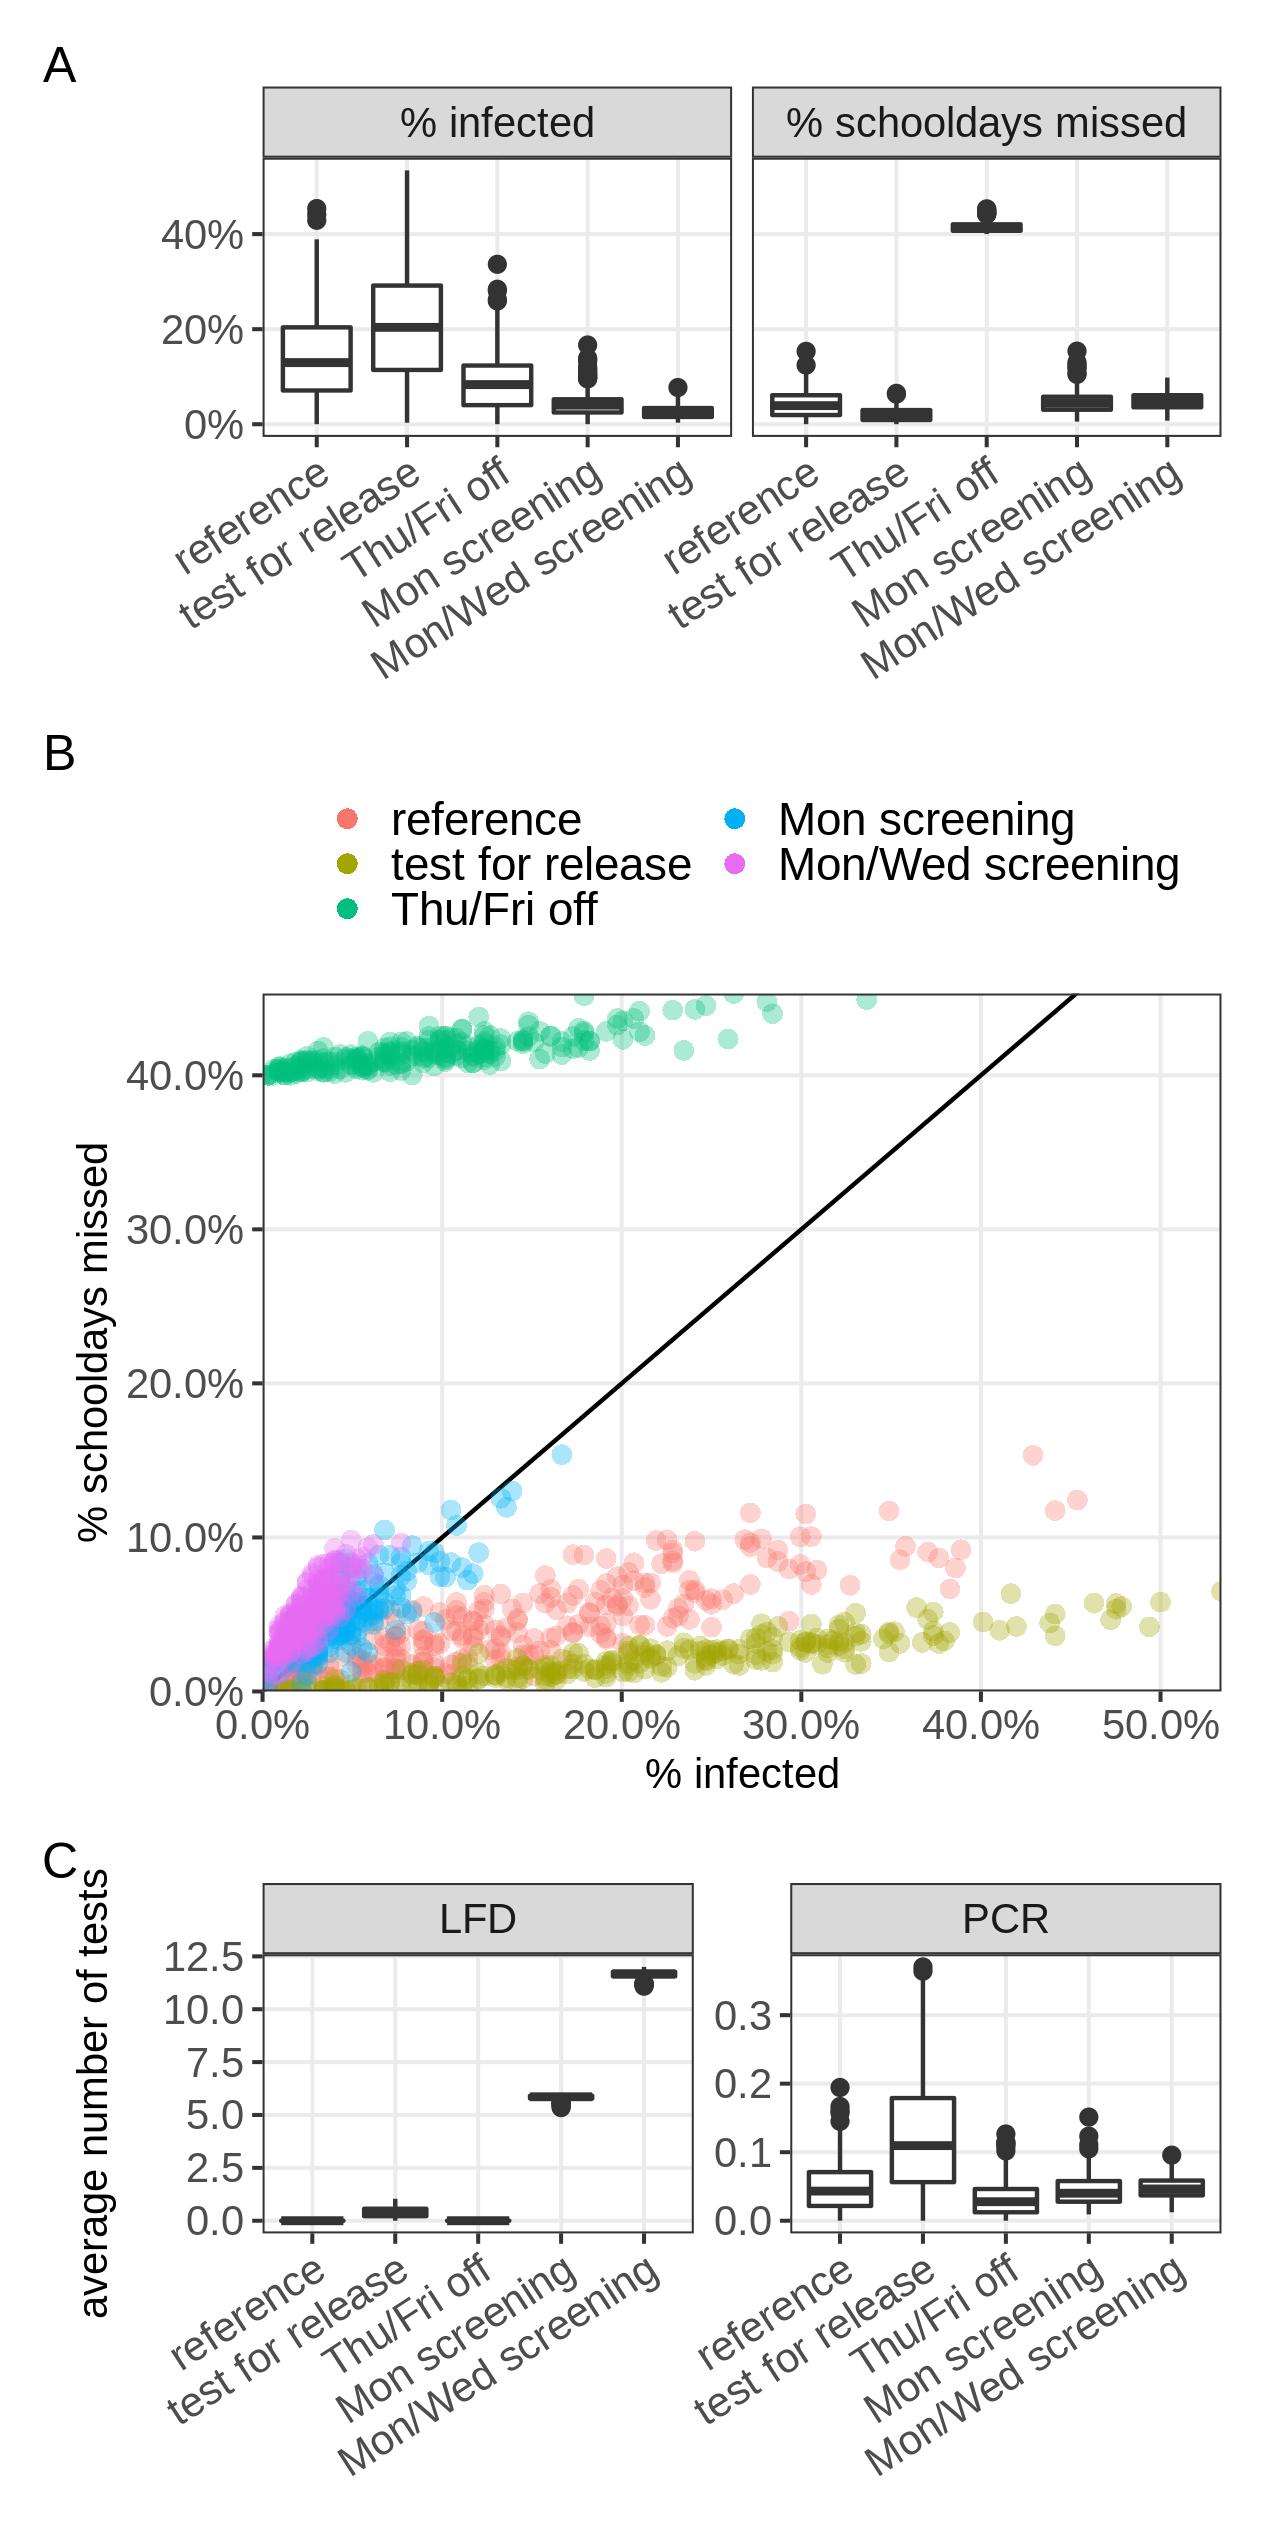 A
% infected
% schooldays missed
40%
20%
0%
reference
test for release
Thu/Fri off
Mon screening
Mon/Wed screening
reference
test for release
Thu/Fri off
Mon screening
Mon/Wed screening
B
reference
test for release
Thu/Fri off
Mon screening
Mon/Wed screening
% schooldays missed
40.0%
30.0%
20.0%
10.0%
0.0%
0.0%
10.0%
20.0%
30.0%
40.0%
50.0%
% infected
C
average number of tests
LFD
PCR
12.5
10.0
7.5
5.0
2.5
0.0
0.3
0.2
0.1
0.0
reference
test for release
Thu/Fri off
Mon screening
Mon/Wed screening
reference
test for release
Thu/Fri off
Mon screening
Mon/Wed screening